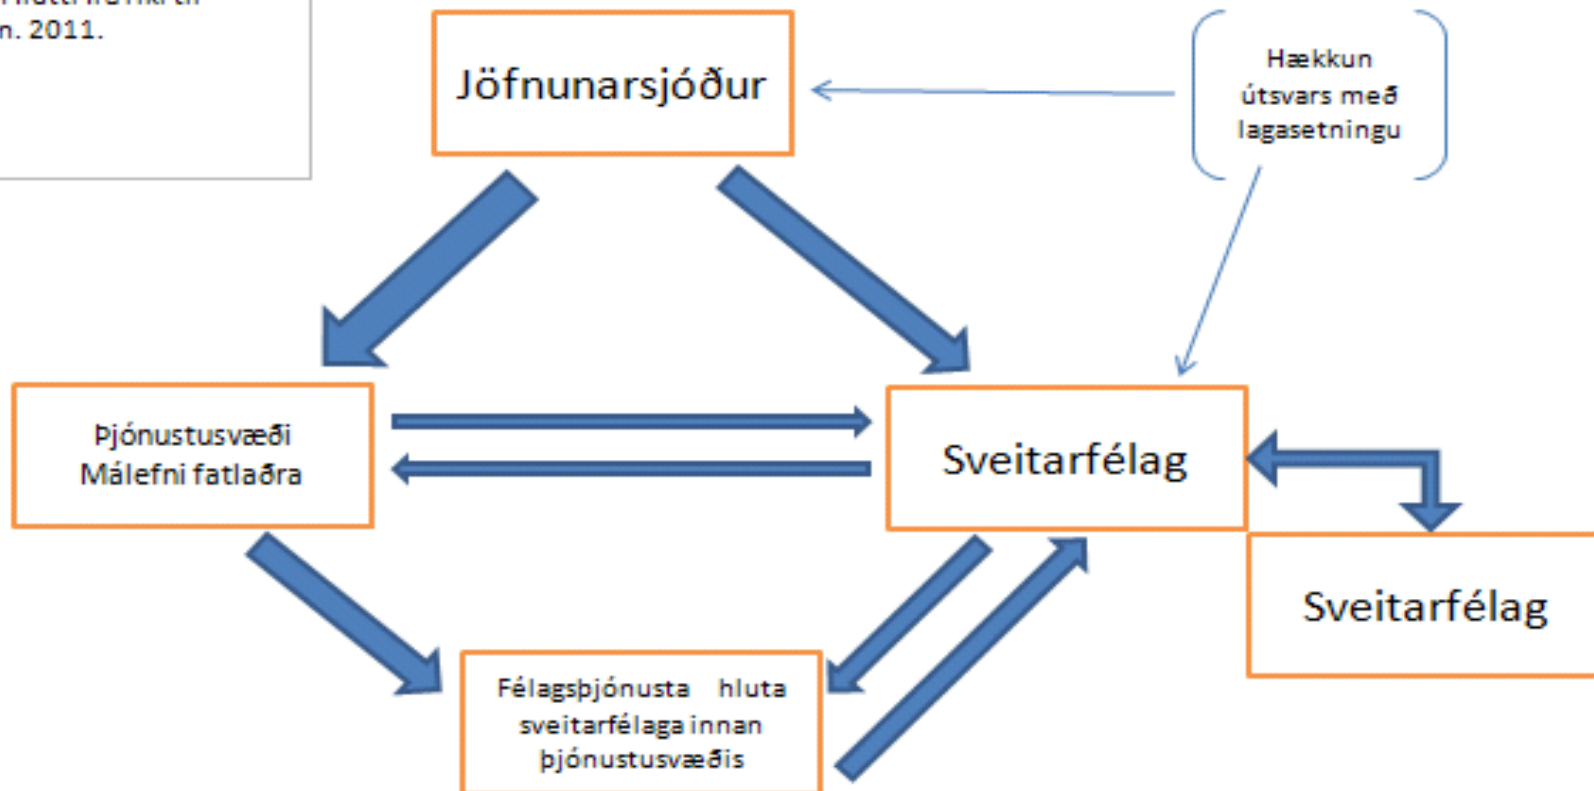 n. 2011.
Jöfnunarsjóður
Hækkun
útsvars með
lagasetningu
Þjónustusvæði
Málefni fatlaðra
Sveitarfélag
Sveitarfélag
Félagsþjónusta hluta
sveitarfélaga innan
þjónustusvæðis